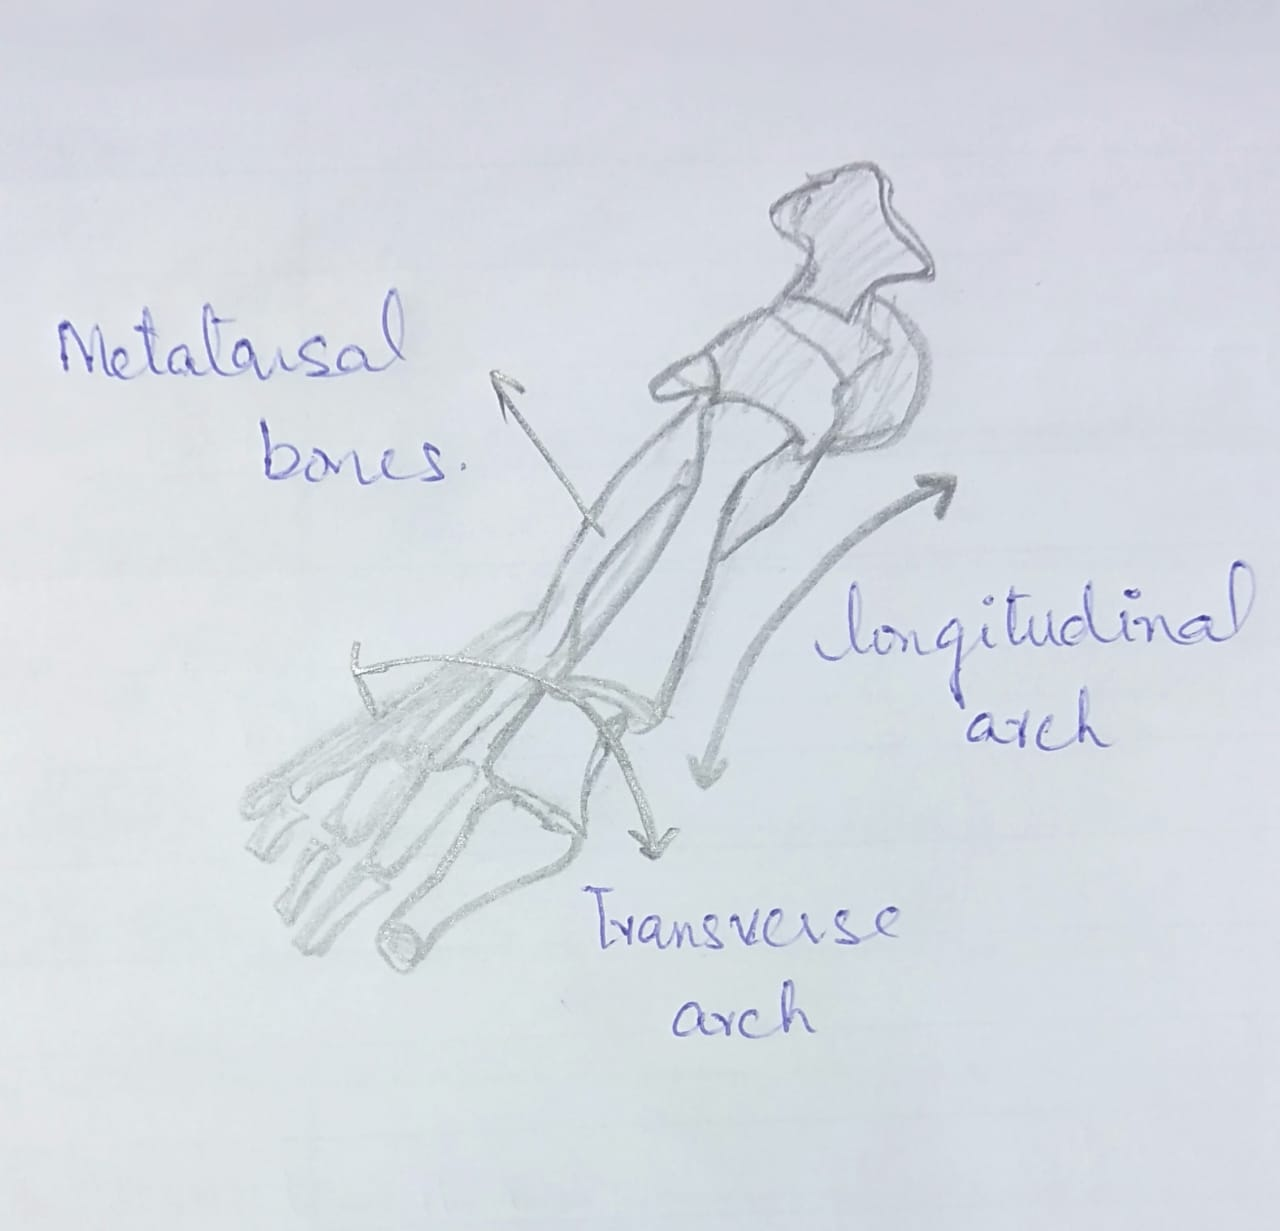 Metatarsal
bones.
longitudinal
arch
Transverse
arch